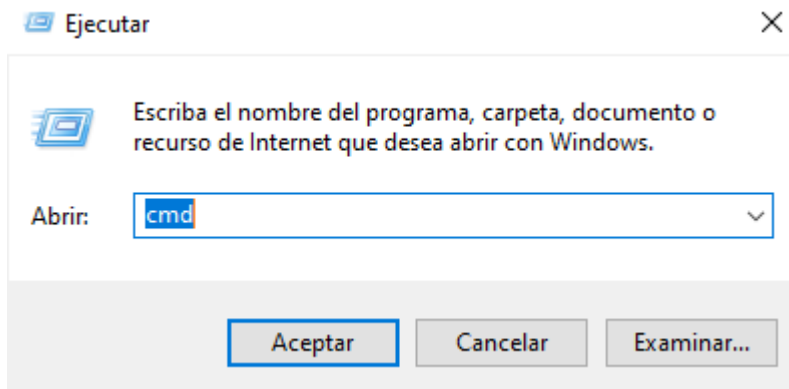 Ejecutar
Escriba el nombre del programa, carpeta, documento o
recurso de Internet que desea abrir con Windows.
Abrir: cmd
Aceptar Cancelar Examinar...